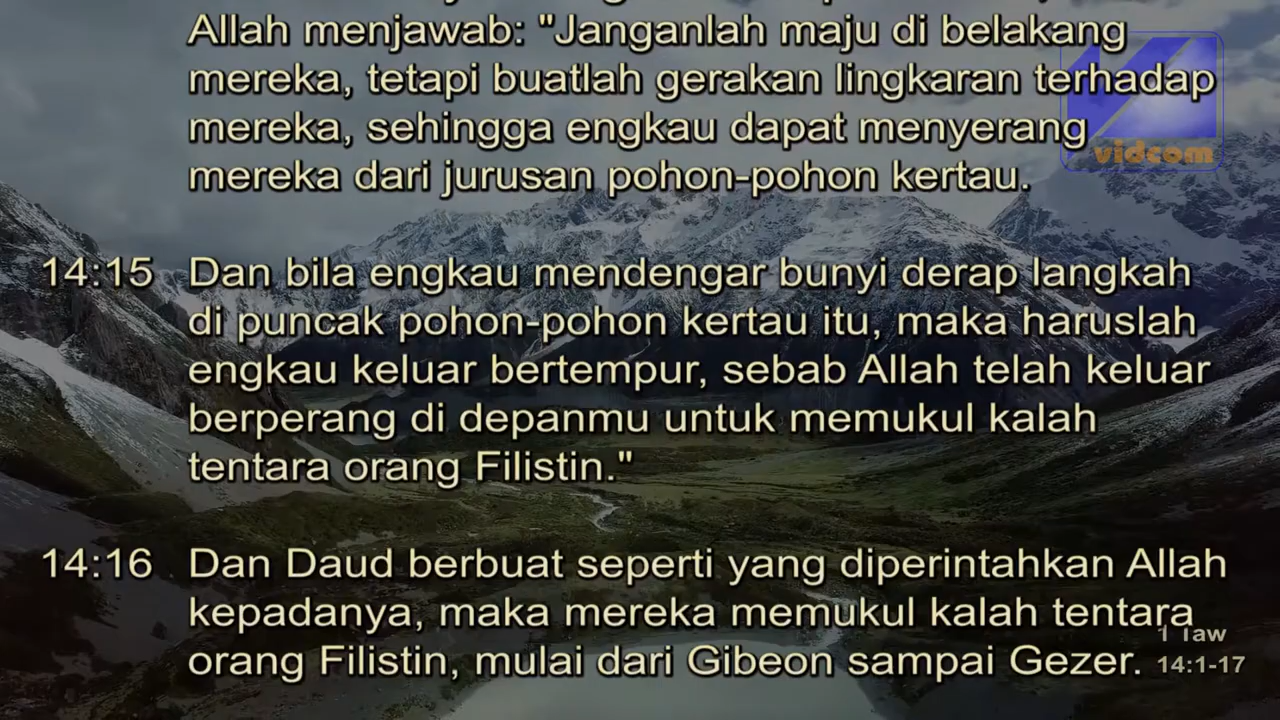 Allah menjawab: "Janganlah maju di belakang
mereka, tetapi buatlah gerakan lingkaran terhadap
mereka, sehingga engkau dapat menyerang
mereka dari jurusan pohon-pohon kertau.
vidcom
14:15 Dan bila engkau mendengar bunyi derap langkah
di puncak pohon-pohon kertau itu, maka haruslah
engkau keluar bertempur, sebab Allah telah keluar
berperang di depanmu untuk memukul kalah
tentara orang Filistin."
14:16 Dan Daud berbuat seperti yang diperintahkan Allah
kepadanya, maka mereka memukul kalah tentara
orang Filistin, mulai dari Gibeon sampai Gezer.
1 Taw
14:1-17